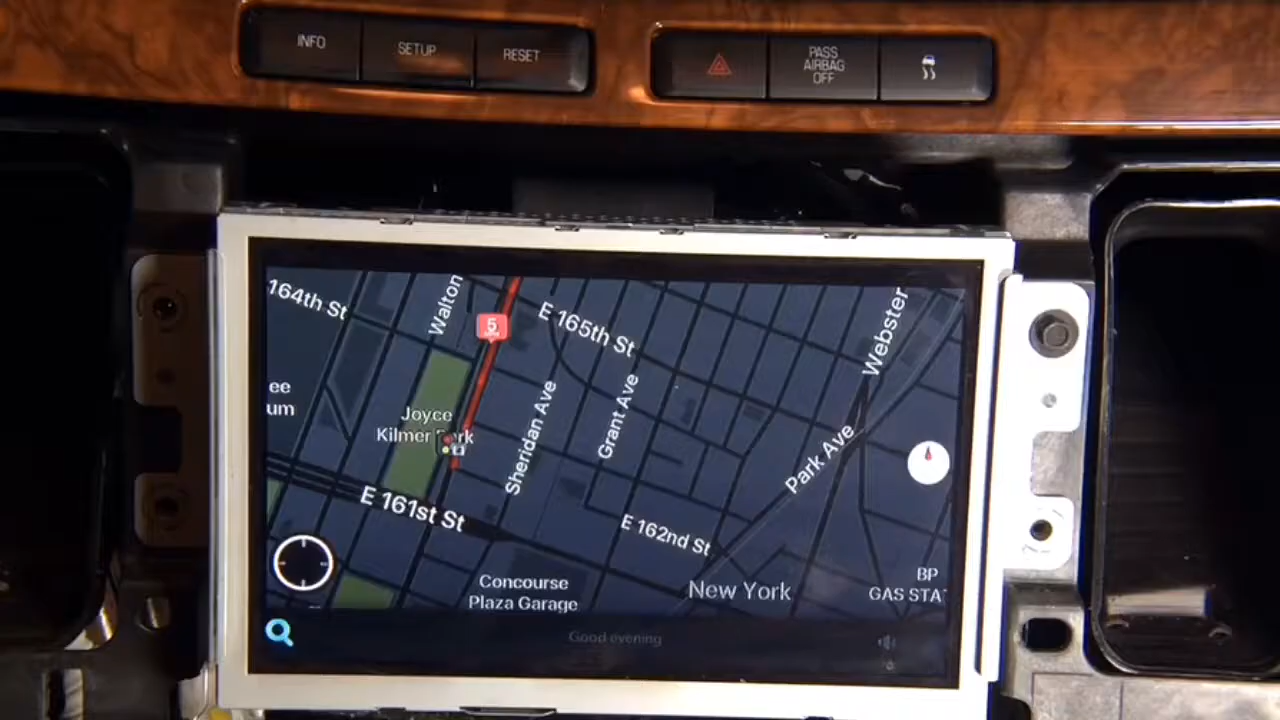 INFO
SETUP
RESET
PASS
AIRBAG
OFF
164th St
Walton
5
E 165th St
Webster
ee
um
Joyce
Kilmer Park
Sheridan Ave
Grant Ave
Park Ave
E 161st St
E 162nd St
Concourse
Plaza Garage
New York
BP
GAS STA
Good evening